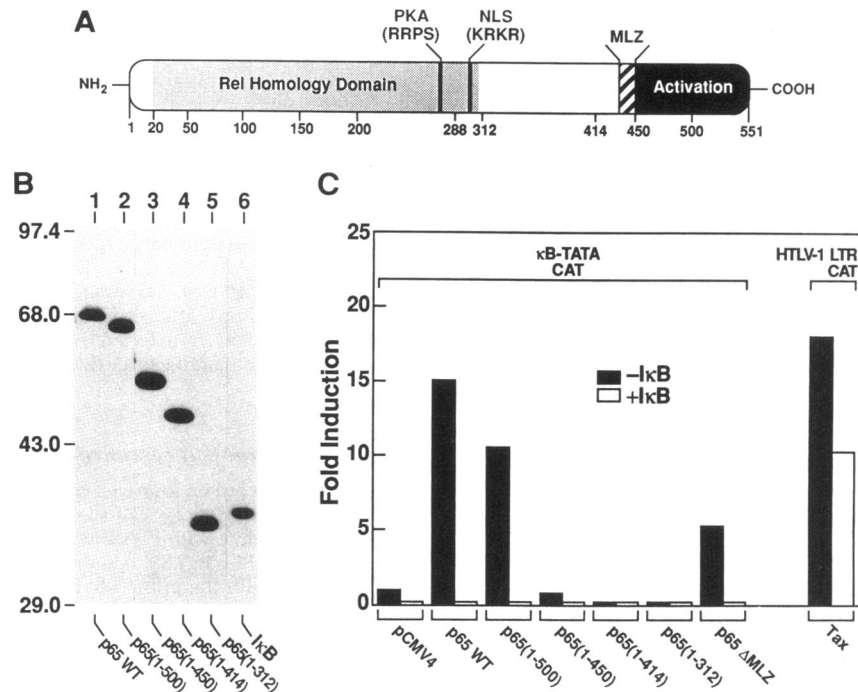 A
PKA
(RRPS)
NLS
(KRKR)
MLZ
NH2
Rel Homology Domain
Activation
COOH
1 20 50 100 150 200 288 312 414 450 500 551
B
1 2 3 4 5 6
97.4
68.0
43.0
29.0
p65 WT
p65(1-500)
p65(1-450)
p65(1-414)
p65(1-312)
IκB
C
Fold Induction
25
20
15
10
5
0
κB-TATA
CAT
HTLV-1 LTR
CAT
–IκB
+IκB
pCMV4
p65 WT
p65(1-500)
p65(1-450)
p65(1-414)
p65(1-312)
p65 ΔMLZ
Tax